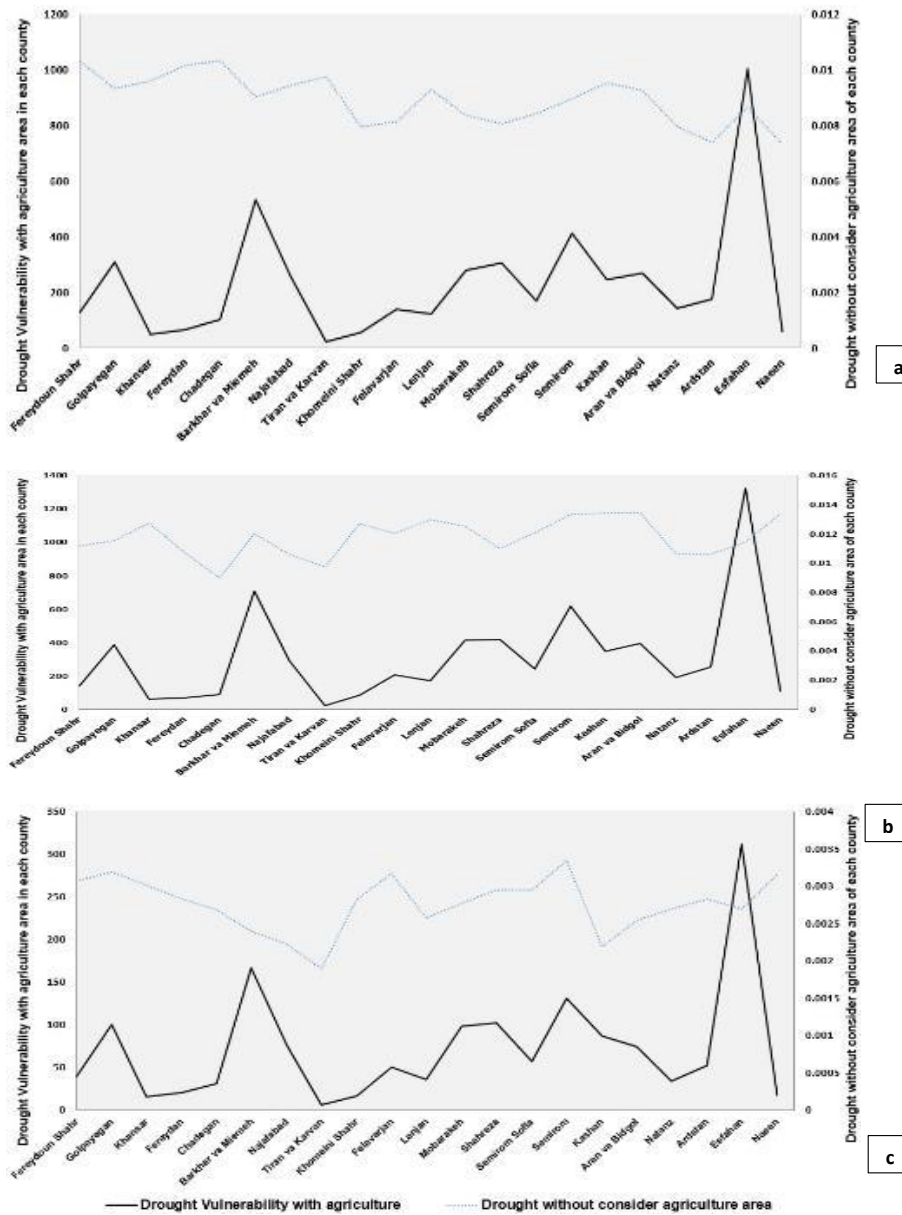 Drought Vulnerability with agriculture area in each county
1200
1000
800
600
400
200
0
0.012
0.01
0.008
0.006
0.004
0.002
0
Drought without consider agriculture area of each county
Fereydoun Shahr
Golpayegan
Khansar
Fereydan
Chadegan
Barkhar va Miemeh
Najafabad
Tiran va Karvan
Khomeini Shahr
Felavarjan
Lenjan
Mobarakeh
Shahreza
Semirom Sofla
Semirom
Kashan
Aran va Bidgol
Natanz
Ardstan
Esfahan
Naeen
a
Drought Vulnerability with agriculture area in each county
1400
1200
1000
800
600
400
200
0
0.016
0.014
0.012
0.01
0.008
0.006
0.004
0.002
0
Drought without consider agriculture area of each county
Fereydoun Shahr
Golpayegan
Khansar
Fereydan
Chadegan
Barkhar va Miemeh
Najafabad
Tiran va Karvan
Khomeini Shahr
Felavarjan
Lenjan
Mobarakeh
Shahreza
Semirom Sofla
Semirom
Kashan
Aran va Bidgol
Natanz
Ardstan
Esfahan
Naeen
b
Drought Vulnerability with agriculture area in each county
350
300
250
200
150
100
50
0
0.004
0.0035
0.003
0.0025
0.002
0.0015
0.001
0.0005
0
Drought without consider agriculture area of each county
Fereydoun Shahr
Golpayegan
Khansar
Fereydan
Chadegan
Barkhar va Miemeh
Najafabad
Tiran va Karvan
Khomeini Shahr
Felavarjan
Lenjan
Mobarakeh
Shahreza
Semirom Sofla
Semirom
Kashan
Aran va Bidgol
Natanz
Ardstan
Esfahan
Naeen
c
Drought Vulnerability with agriculture
Drought without consider agriculture area